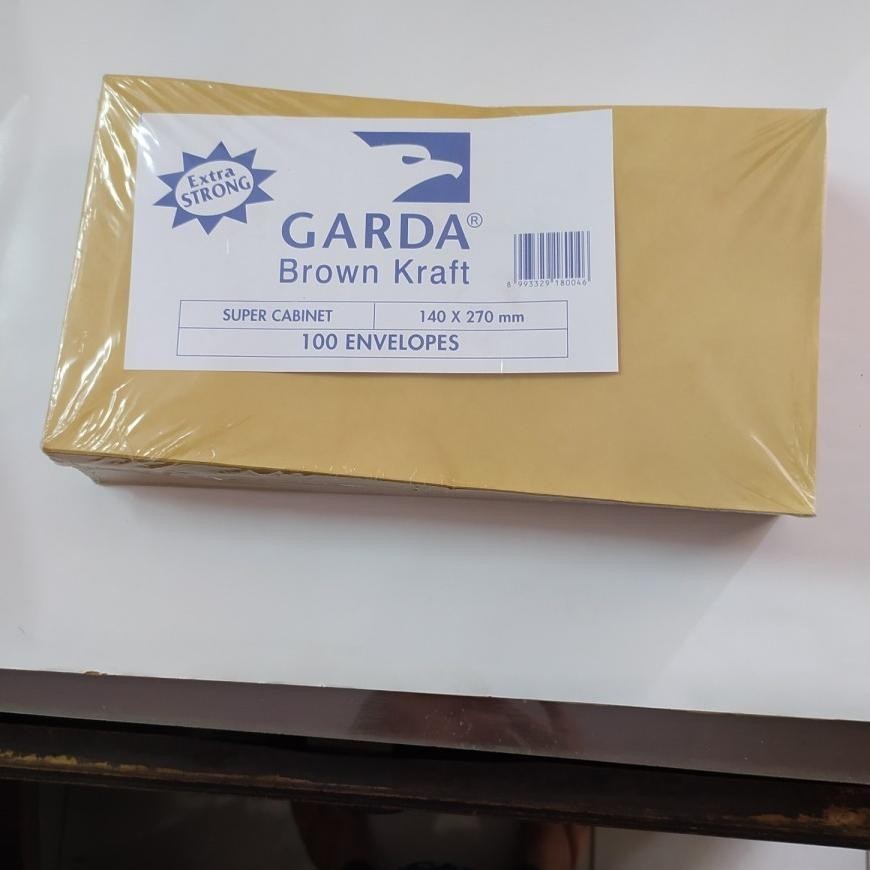 Extra
STRONG
GARDA®
Brown Kraft
8 993329 180046
SUPER CABINET 140 X 270 mm
100 ENVELOPES